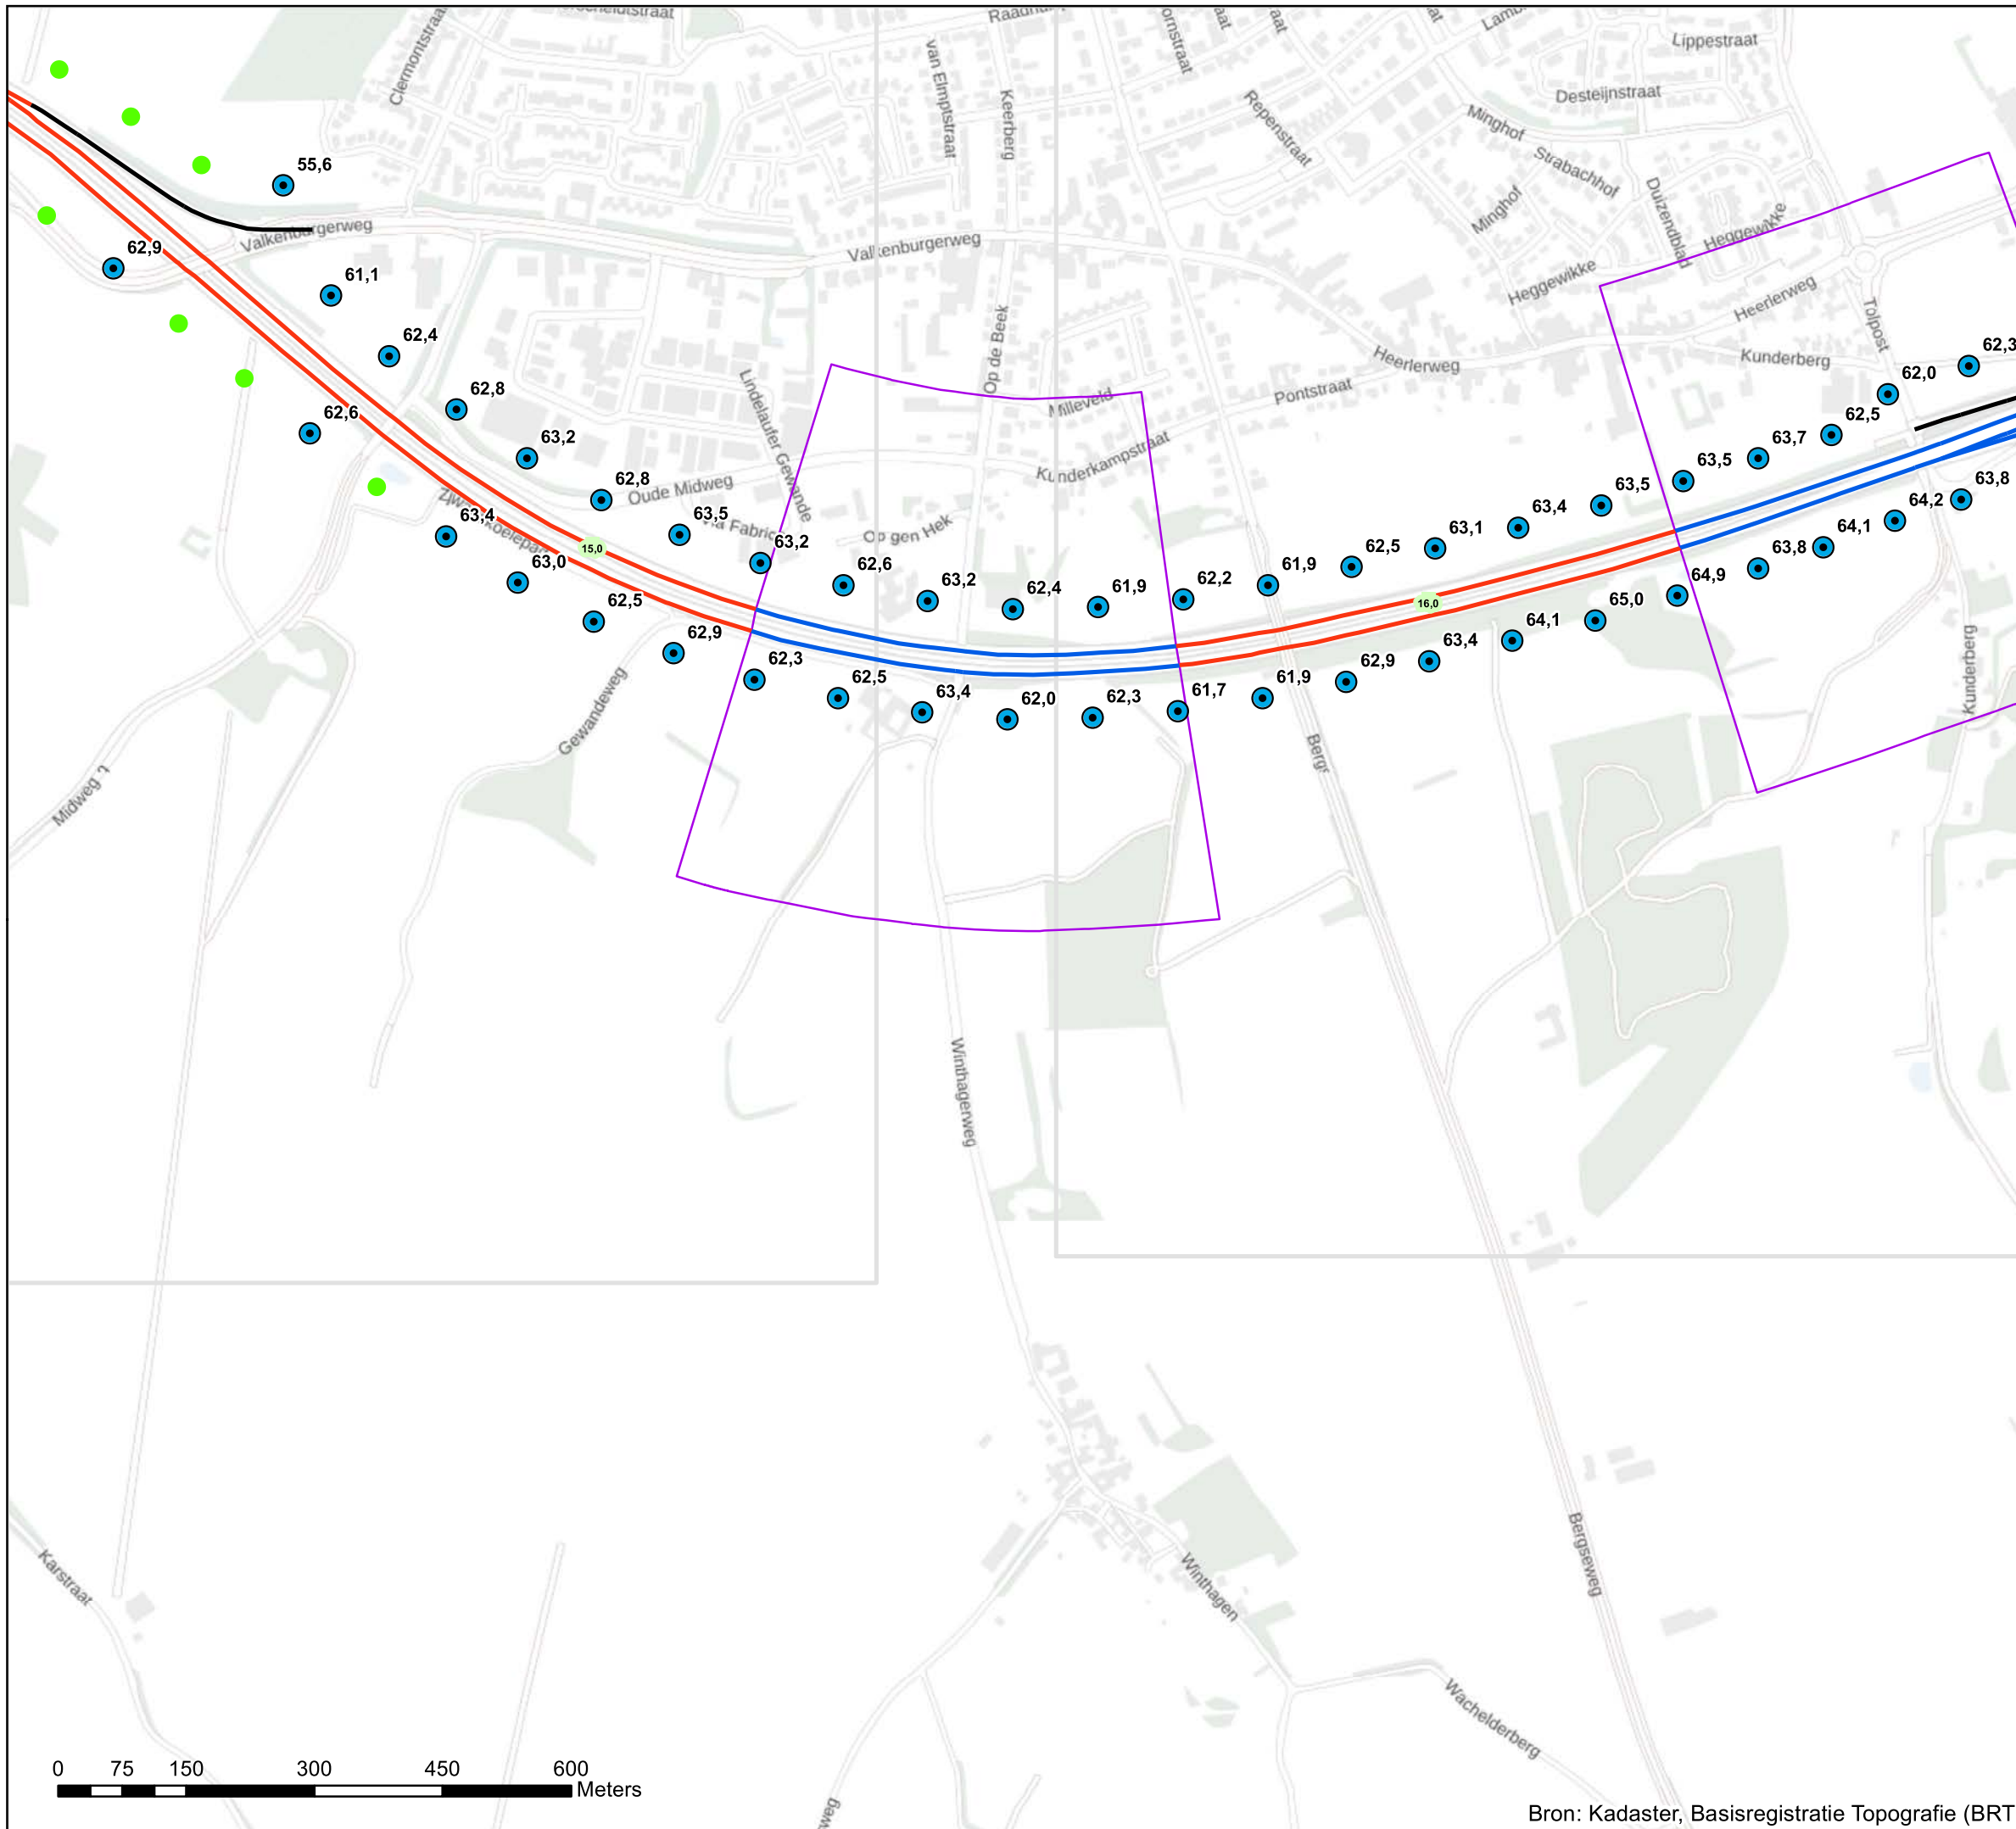 Clermontstraat
van Elmptstraat
Keerberg
Repenstraat
Lippestraat
Desteijnstraat
Minghof
Strabachhof
Minghof
Duizendblad
Heggewikke
Heggewikke
Heerlerweg
Tolpost
Kunderberg
55,6
Valkenburgerweg
Valkenburgerweg
62,9
61,1
62,4
62,8
62,6
63,2
62,8
63,4
63,0
62,5
63,5
62,9
63,2
62,3
Op de Beek
Milleveld
Heerlerweg
Pontstraat
Kunderkampstraat
Lindelaufer Gewande
Oude Midweg
Op gen Hek
15,0
62,6
63,2
62,4
61,9
62,2
61,9
62,5
63,1
63,4
63,5
63,5
63,7
62,5
62,0
62,3
62,5
63,4
62,0
62,3
61,7
61,9
62,9
63,4
64,1
65,0
64,9
63,8
64,1
64,2
63,8
16,0
Gewandeweg
Midweg
Kunderberg
Winthagerweg
Bergseweg
Winthagen
Wachelderberg
Karstraat
0 75 150 300 450 600
Meters
Bron: Kadaster, Basisregistratie Topografie (BRT